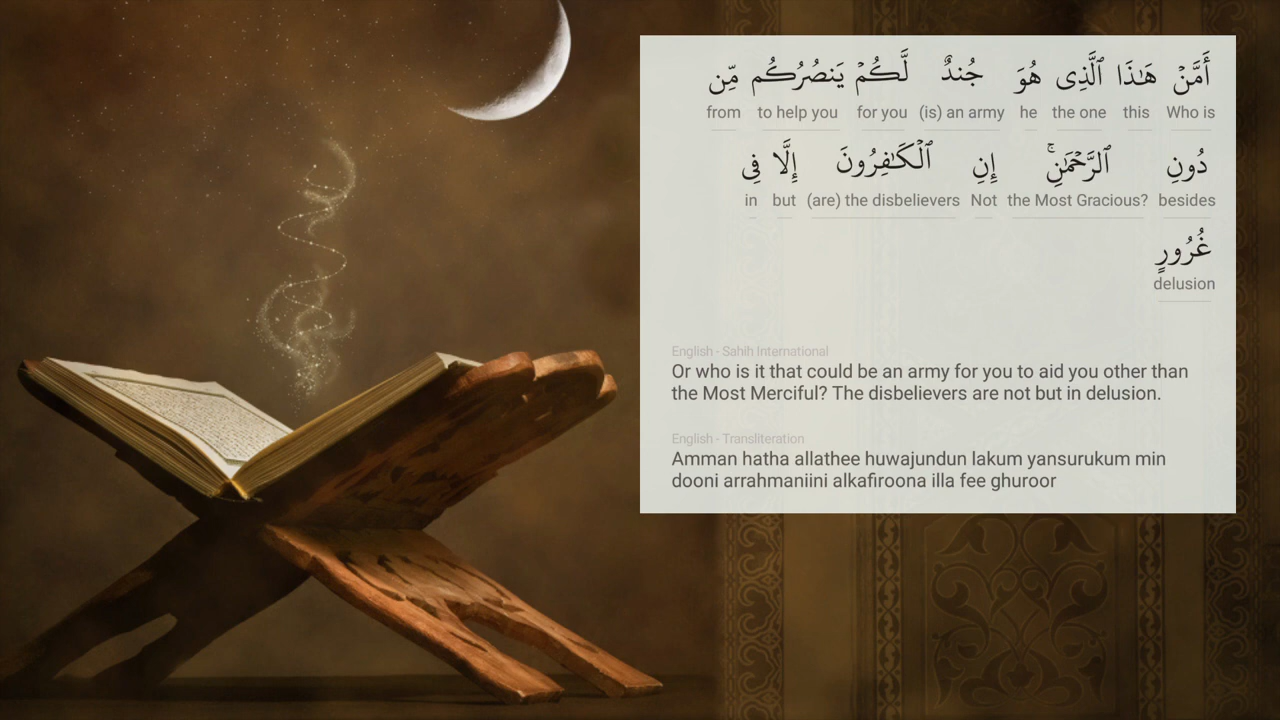 أَمَّنۡ هَـٰذَا ٱلَّذِى هُوَ جُندٌ لَّكُمۡ يَنصُرُكُم مِّن
Who is this the one he (is) an army for you to help you from
دُونِ ٱلرَّحۡمَـٰنِۚ إِنِ ٱلۡكَـٰفِرُونَ إِلَّا فِى
besides the Most Gracious? Not (are) the disbelievers but in
غُرُورٍ
delusion
English - Sahih International
Or who is it that could be an army for you to aid you other than
the Most Merciful? The disbelievers are not but in delusion.
English - Transliteration
Amman hatha allathee huwajundun lakum yansurukum min
dooni arrahmaniini alkafiroona illa fee ghuroor